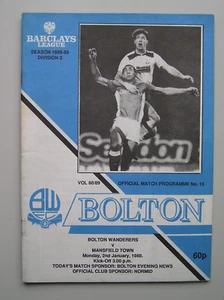 BARCLAYS
LEAGUE
SEASON 1988-89
DIVISION 3
VOL 88/89
OFFICIAL MATCH PROGRAMME No. 15
BOLTON
BOLTON WANDERERS
v
MANSFIELD TOWN
Monday, 2nd January, 1989.
Kick-Off 3.00 p.m.
TODAY'S MATCH SPONSOR: BOLTON EVENING NEWS
OFFICIAL CLUB SPONSOR: NORMID
60p